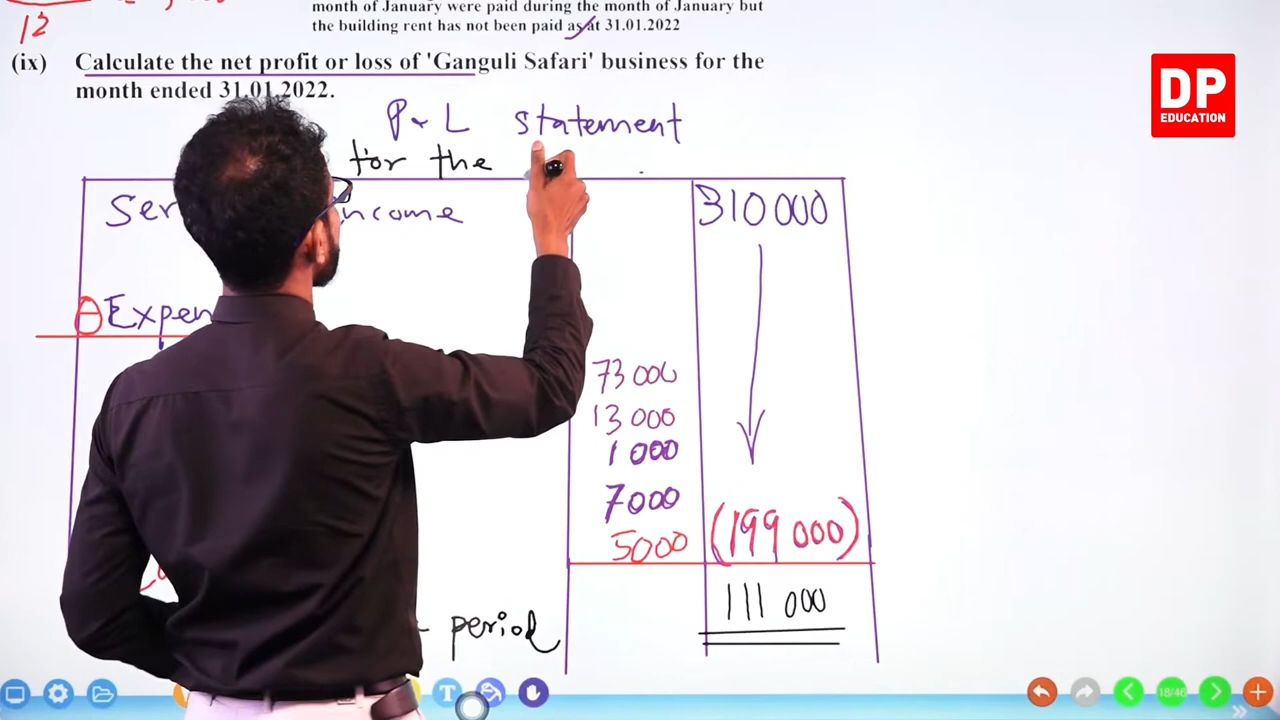 12
month of January were paid during the month of January but
the building rent has not been paid as at 31.01.2022
(ix) Calculate the net profit or loss of 'Ganguli Safari' business for the
month ended 31.01.2022.
DP
EDUCATION
P & L statement
for the
Ser ncome 310 000
Expen
73 000
13 000
1 000
7000
5000 (199 000)
111 000
period
T
18/46